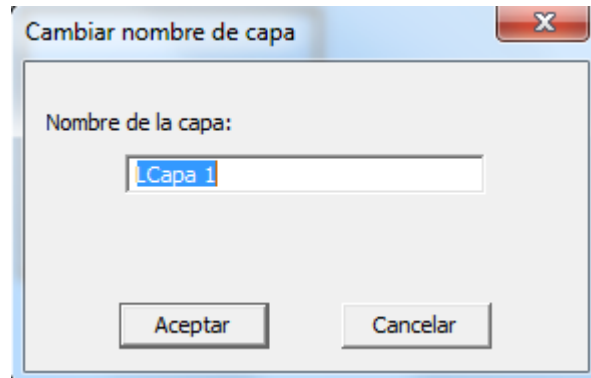 Cambiar nombre de capa
Nombre de la capa:
LCapa 1
Aceptar
Cancelar